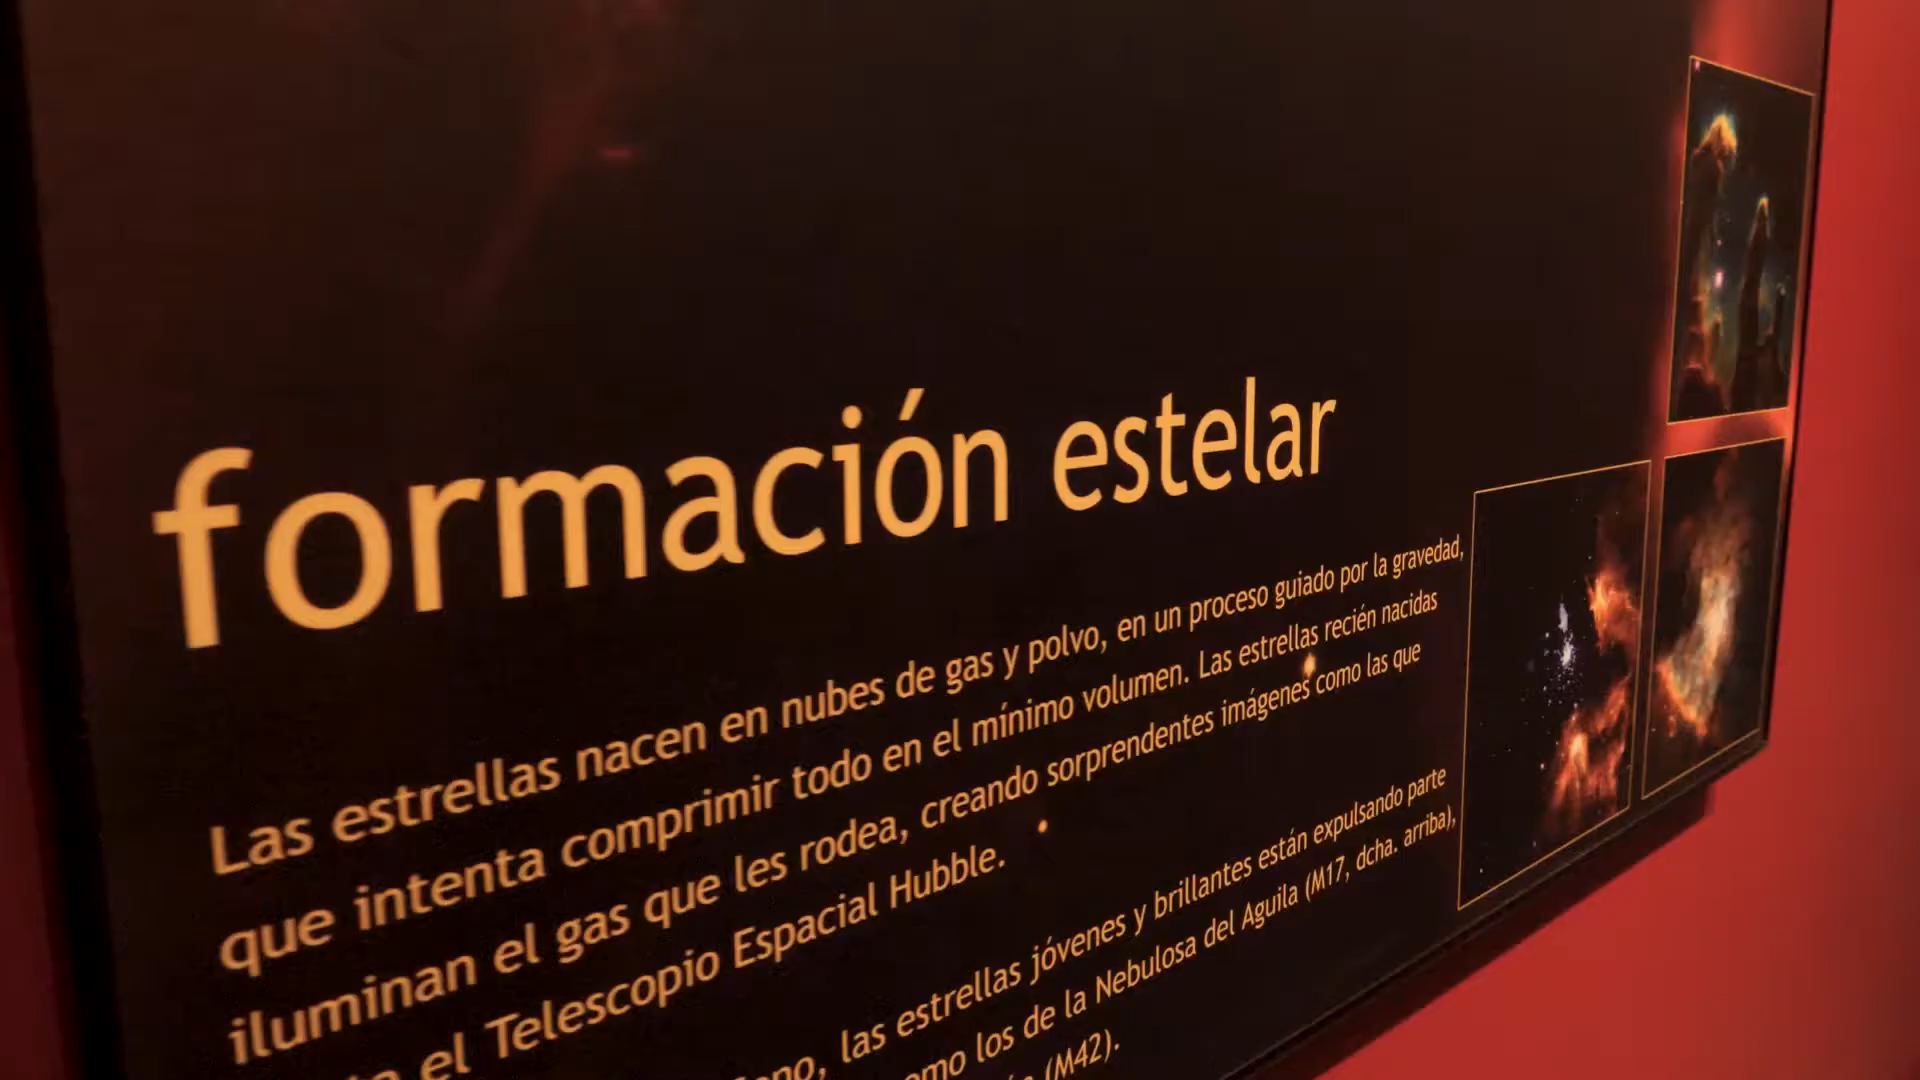 formación estelar
Las estrellas nacen en nubes de gas y polvo, en un proceso guiado por la gravedad,
que intenta comprimir todo en el mínimo volumen. Las estrellas recién nacidas
iluminan el gas que les rodea, creando sorprendentes imágenes como las que
el Telescopio Espacial Hubble.
las estrellas jóvenes y brillantes están expulsando parte
los de la Nebulosa del Aguila (M17, dcha. arriba),
(M42).